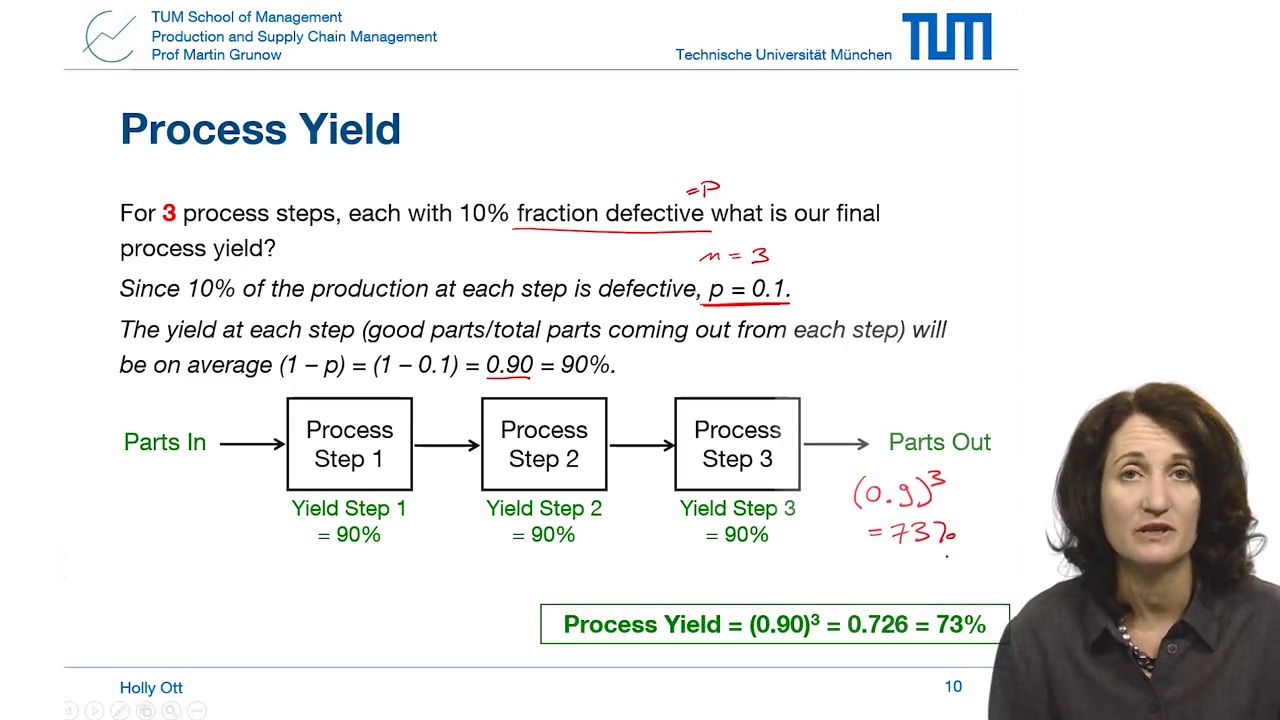 TUM School of Management
Production and Supply Chain Management
Prof Martin Grunow
Technische Universität München
TUM
Process Yield
=P
For 3 process steps, each with 10% fraction defective what is our final
process yield?
n = 3
Since 10% of the production at each step is defective, p = 0.1.
The yield at each step (good parts/total parts coming out from each step) will
be on average (1 – p) = (1 – 0.1) = 0.90 = 90%.
Parts In
Process
Step 1
Process
Step 2
Process
Step 3
Parts Out
Yield Step 1
= 90%
Yield Step 2
= 90%
Yield Step 3
= 90%
(0.9)³
= 73%
Process Yield = (0.90)³ = 0.726 = 73%
Holly Ott
10